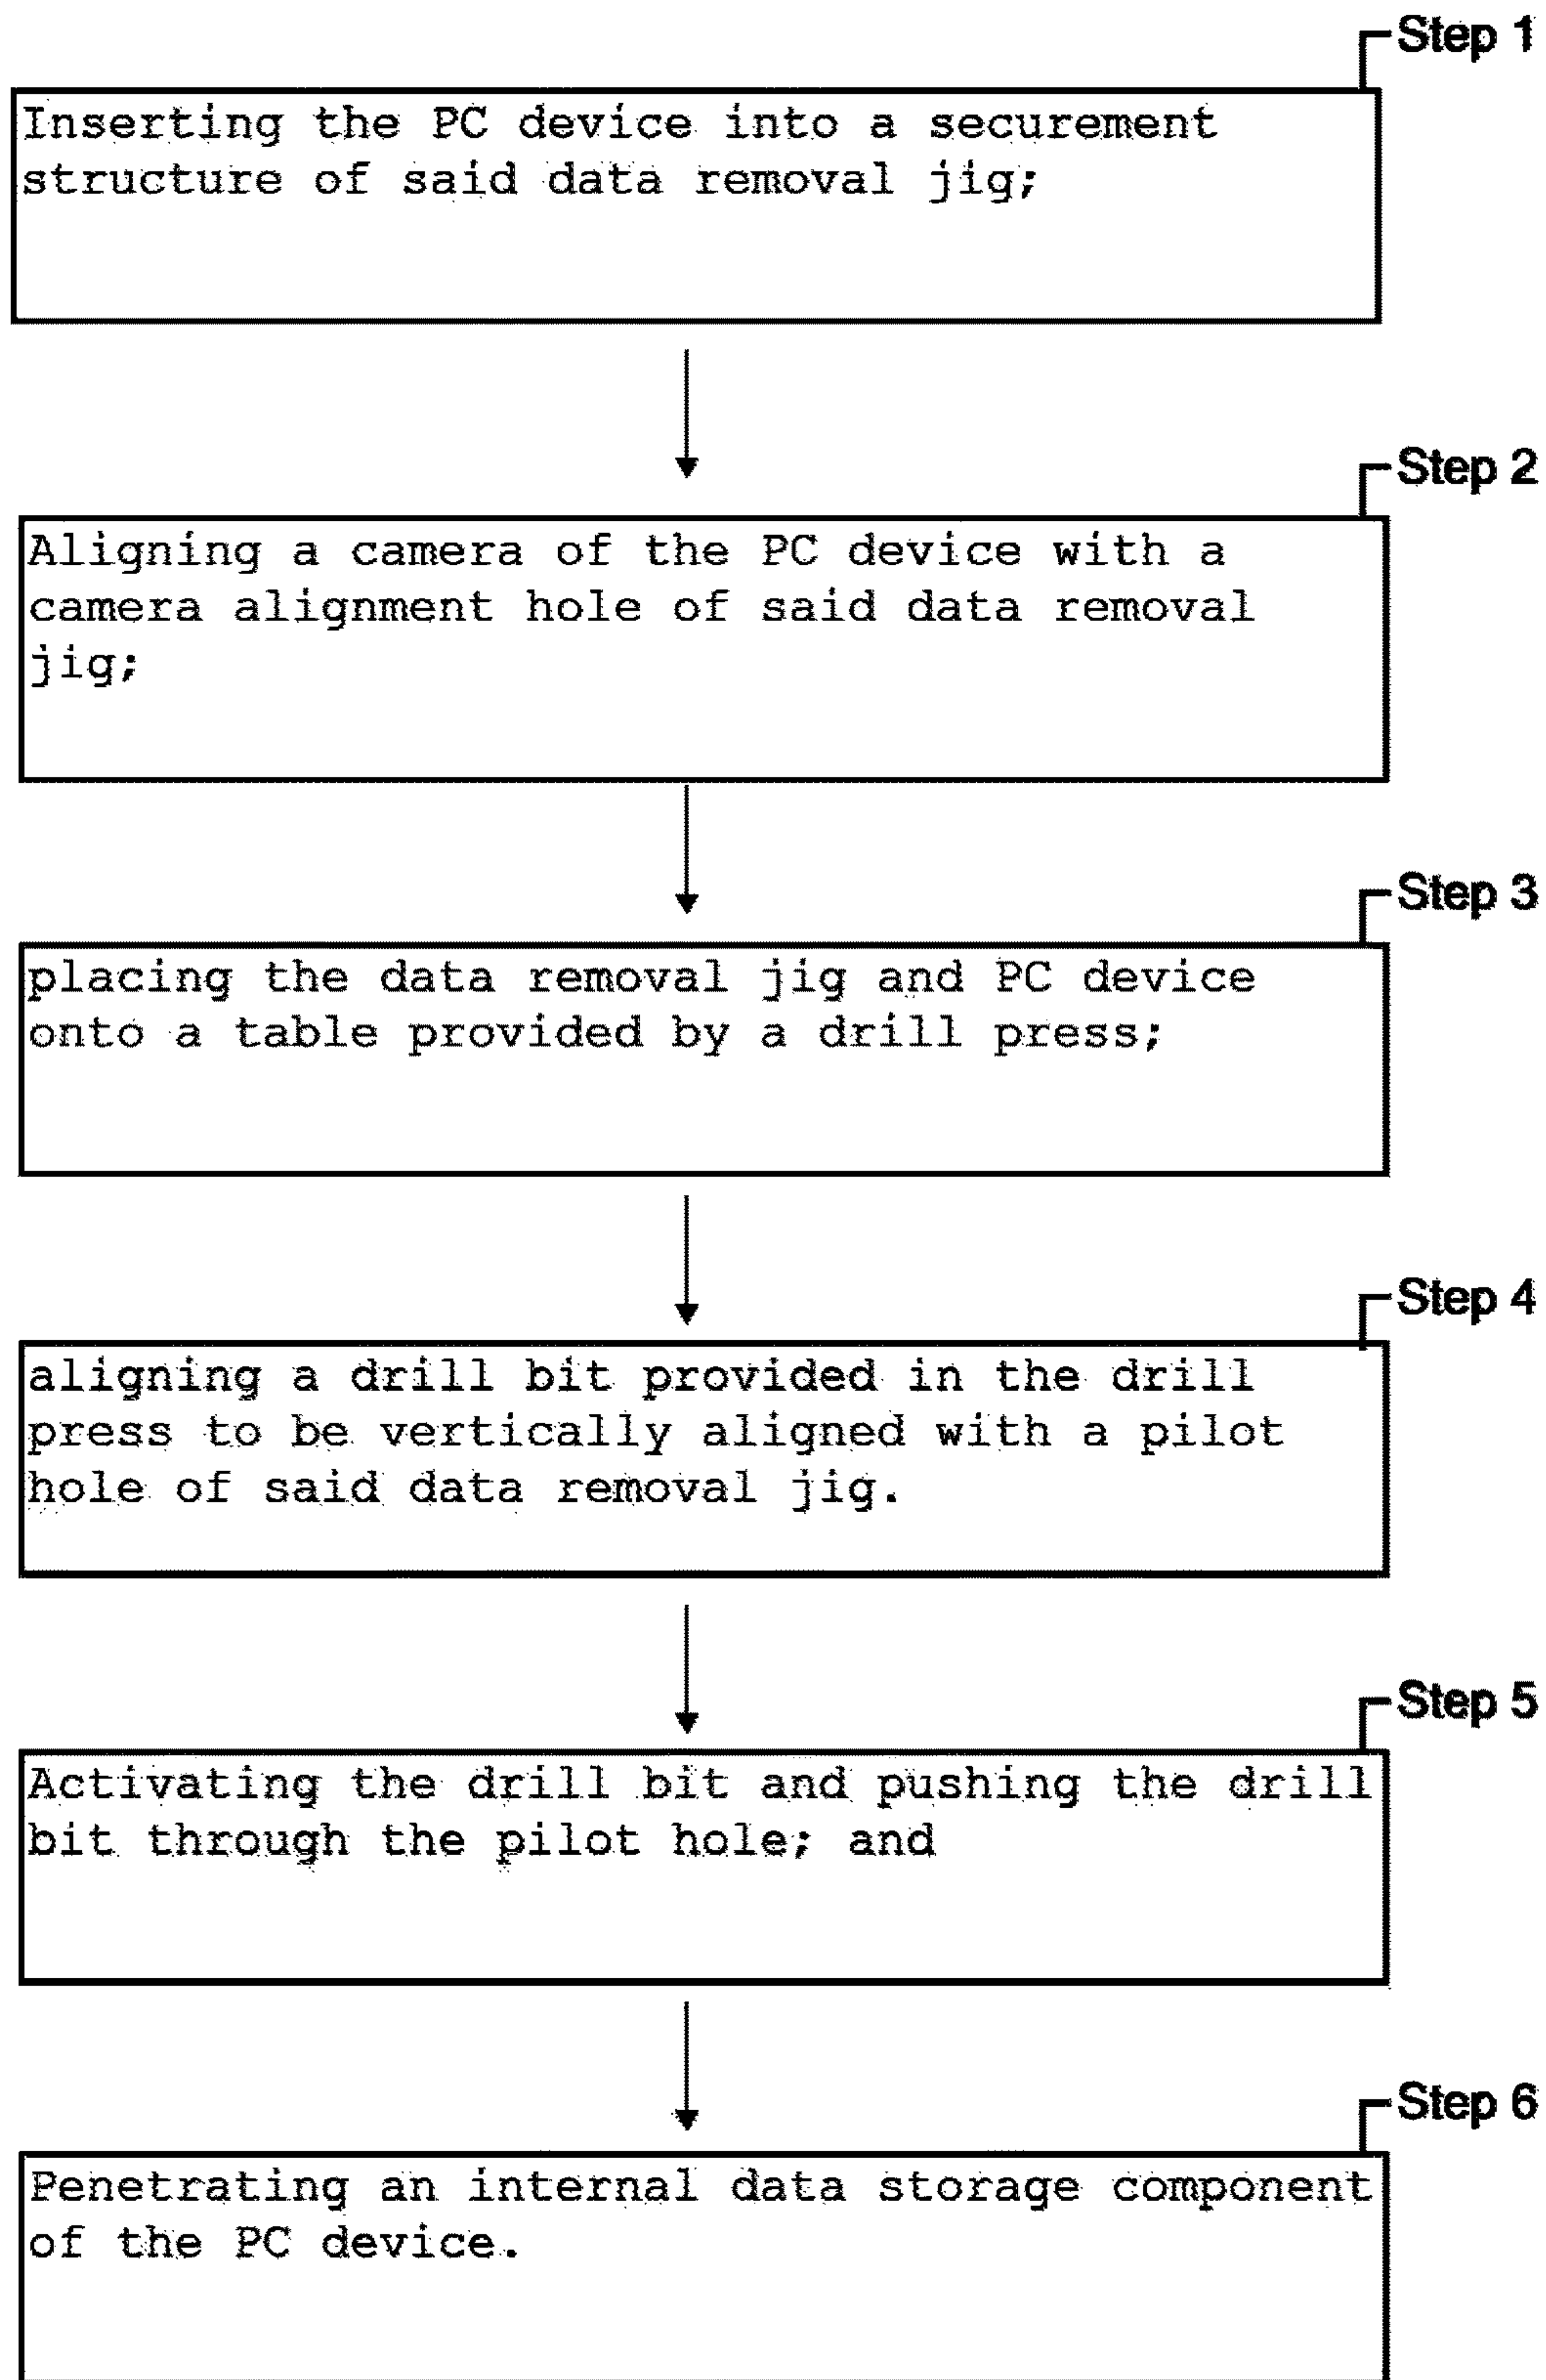 Step 1
Inserting the PC device into a securement
structure of said data removal jig;
Step 2
Aligning a camera of the PC device with a
camera alignment hole of said data removal
jig;
Step 3
placing the data removal jig and PC device
onto a table provided by a drill press;
Step 4
aligning a drill bit provided in the drill
press to be vertically aligned with a pilot
hole of said data removal jig.
Step 5
Activating the drill bit and pushing the drill
bit through the pilot hole; and
Step 6
Penetrating an internal data storage component
of the PC device.